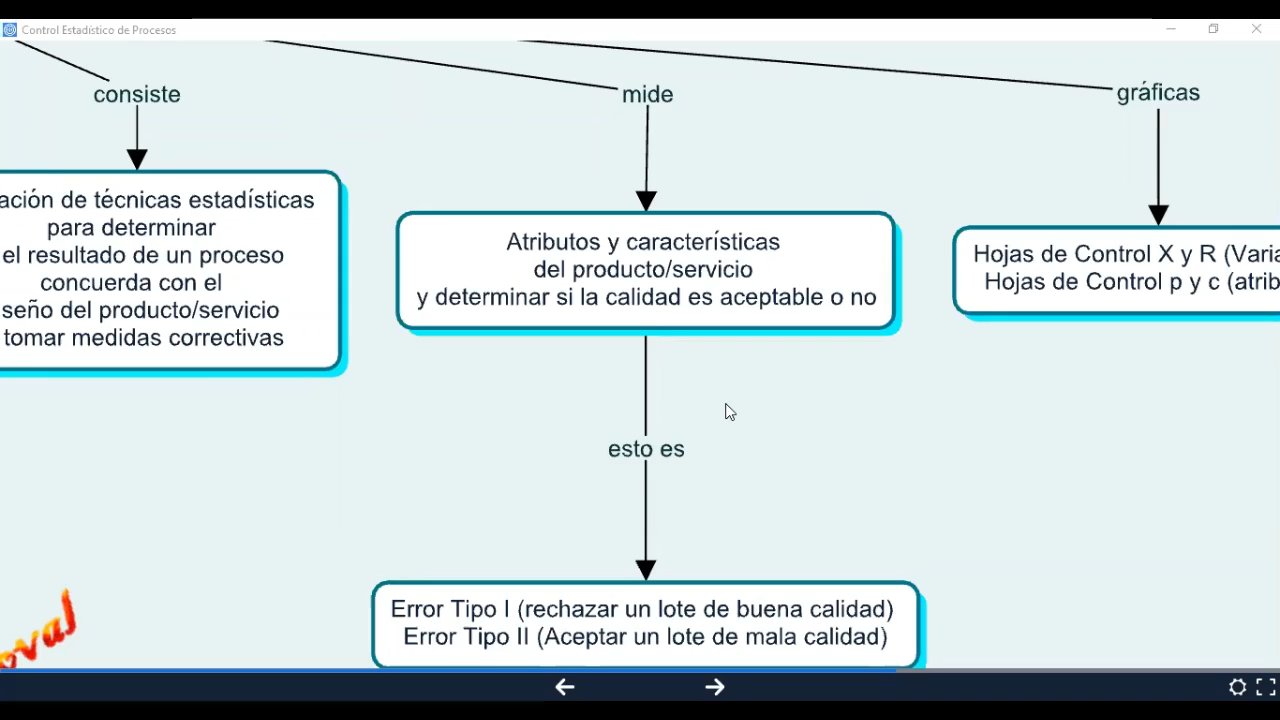 Control Estadístico de Procesos
consiste
mide
gráficas
ación de técnicas estadísticas
para determinar
el resultado de un proceso
concuerda con el
seño del producto/servicio
tomar medidas correctivas
Atributos y características
del producto/servicio
y determinar si la calidad es aceptable o no
Hojas de Control X y R (Varia
Hojas de Control p y c (atrib
esto es
Error Tipo I (rechazar un lote de buena calidad)
Error Tipo II (Aceptar un lote de mala calidad)
oval